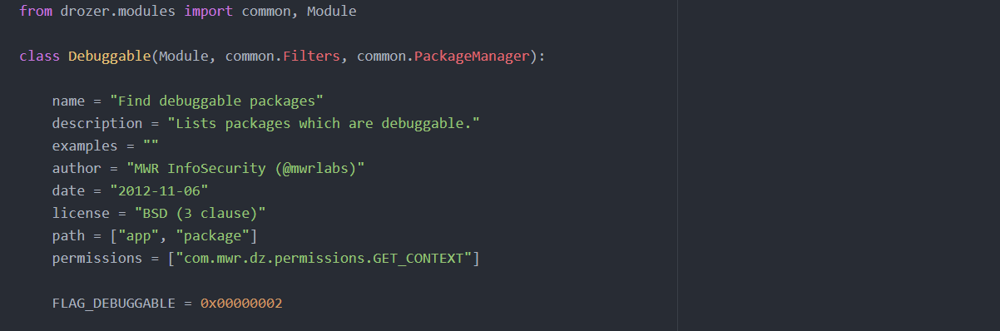 from drozer.modules import common, Module
class Debuggable(Module, common.Filters, common.PackageManager):
name = "Find debuggable packages"
description = "Lists packages which are debuggable."
examples = ""
author = "MWR InfoSecurity (@mwrlabs)"
date = "2012-11-06"
license = "BSD (3 clause)"
path = ["app", "package"]
permissions = ["com.mwr.dz.permissions.GET_CONTEXT"]
FLAG_DEBUGGABLE = 0x00000002